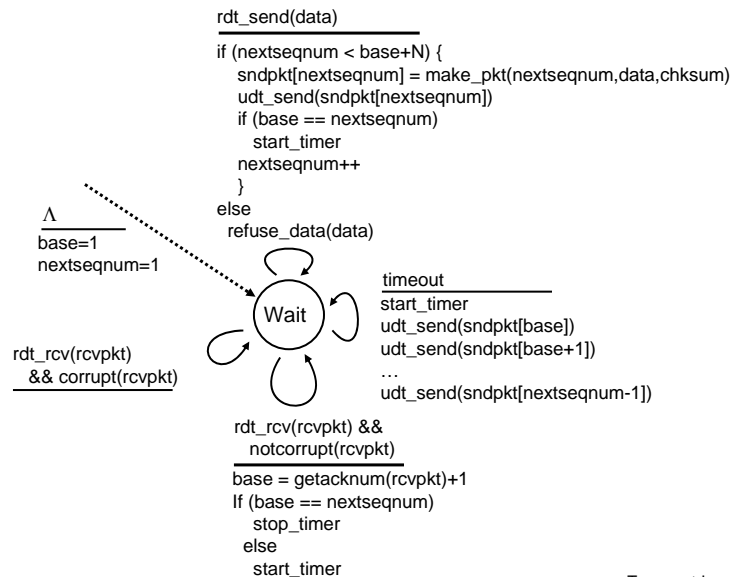 rdt_send(data)
if (nextseqnum < base+N) {
sndpkt[nextseqnum] = make_pkt(nextseqnum,data,chksum)
udt_send(sndpkt[nextseqnum])
if (base == nextseqnum)
start_timer
nextseqnum++
}
else
refuse_data(data)
Λ
base=1
nextseqnum=1
Wait
timeout
start_timer
udt_send(sndpkt[base])
udt_send(sndpkt[base+1])
…
udt_send(sndpkt[nextseqnum-1])
rdt_rcv(rcvpkt)
&& corrupt(rcvpkt)
rdt_rcv(rcvpkt) &&
notcorrupt(rcvpkt)
base = getacknum(rcvpkt)+1
If (base == nextseqnum)
stop_timer
else
start_timer